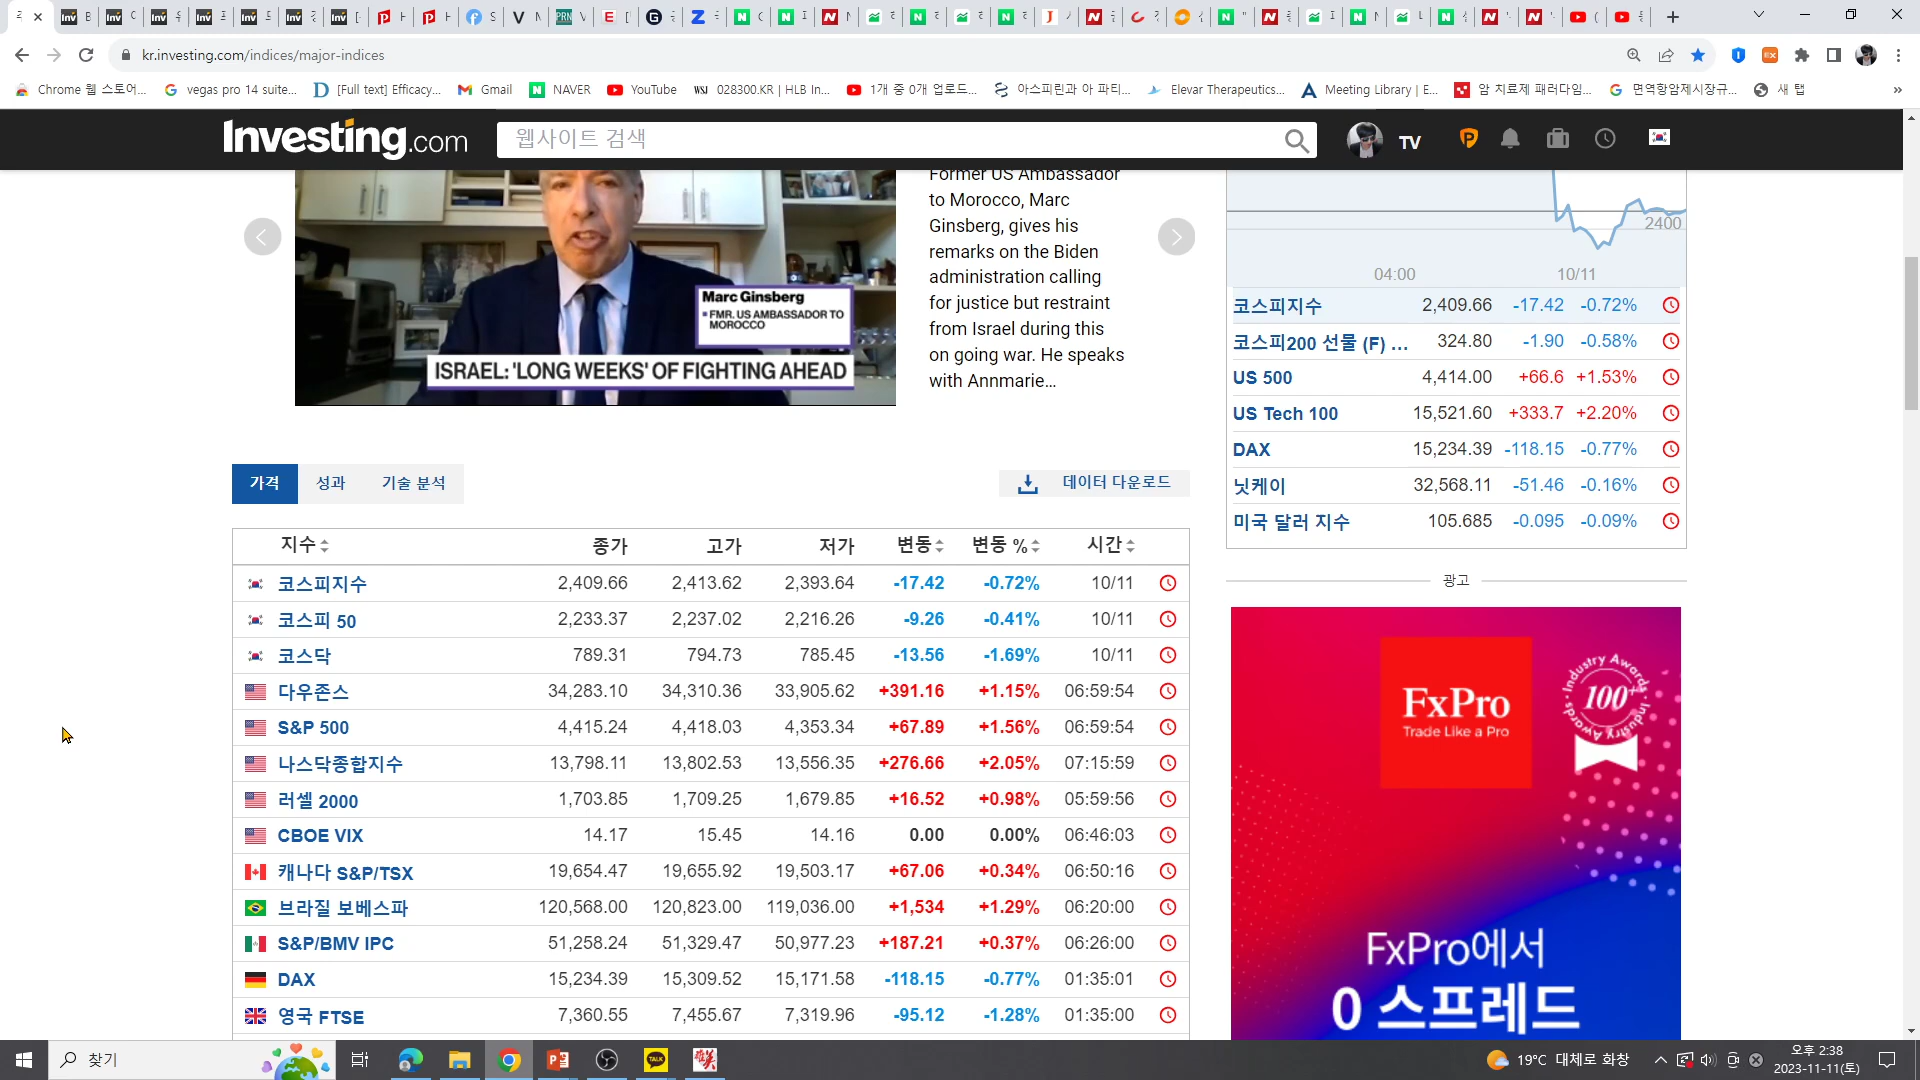 kr.investing.com/indices/major-indices
Chrome 웹 스토어...
vegas pro 14 suite...
[Full text] Efficacy...
Gmail
NAVER
YouTube
WSJ 028300.KR | HLB In...
1개 중 0개 업로드...
아스피린과 아 파티...
Elevar Therapeutics...
Meeting Library | E...
암 치료제 패러다임...
면역항암제시장규...
새 탭
Investing.com
웹사이트 검색
TV
Former US Ambassador
to Morocco, Marc
Ginsberg, gives his
remarks on the Biden
administration calling
for justice but restraint
from Israel during this
on going war. He speaks
with Annmarie...
Marc Ginsberg
FMR. US AMBASSADOR TO
MOROCCO
ISRAEL: 'LONG WEEKS' OF FIGHTING AHEAD
2400
04:00 10/11
코스피지수 2,409.66 -17.42 -0.72%
코스피200 선물 (F) ... 324.80 -1.90 -0.58%
US 500 4,414.00 +66.6 +1.53%
US Tech 100 15,521.60 +333.7 +2.20%
DAX 15,234.39 -118.15 -0.77%
닛케이 32,568.11 -51.46 -0.16%
미국 달러 지수 105.685 -0.095 -0.09%
가격 성과 기술 분석
데이터 다운로드
지수 종가 고가 저가 변동 변동 % 시간
코스피지수 2,409.66 2,413.62 2,393.64 -17.42 -0.72% 10/11
코스피 50 2,233.37 2,237.02 2,216.26 -9.26 -0.41% 10/11
코스닥 789.31 794.73 785.45 -13.56 -1.69% 10/11
다우존스 34,283.10 34,310.36 33,905.62 +391.16 +1.15% 06:59:54
S&P 500 4,415.24 4,418.03 4,353.34 +67.89 +1.56% 06:59:54
나스닥종합지수 13,798.11 13,802.53 13,556.35 +276.66 +2.05% 07:15:59
러셀 2000 1,703.85 1,709.25 1,679.85 +16.52 +0.98% 05:59:56
CBOE VIX 14.17 15.45 14.16 0.00 0.00% 06:46:03
캐나다 S&P/TSX 19,654.47 19,655.92 19,503.17 +67.06 +0.34% 06:50:16
브라질 보베스파 120,568.00 120,823.00 119,036.00 +1,534 +1.29% 06:20:00
S&P/BMV IPC 51,258.24 51,329.47 50,977.23 +187.21 +0.37% 06:26:00
DAX 15,234.39 15,309.52 15,171.58 -118.15 -0.77% 01:35:01
영국 FTSE 7,360.55 7,455.67 7,319.96 -95.12 -1.28% 01:35:00
광고
FxPro
Trade Like a Pro
Industry Awards
100+
Industry Awards
FxPro에서
0 스프레드
찾기
TALK
19°C 대체로 화창
오후 2:38
2023-11-11(토)